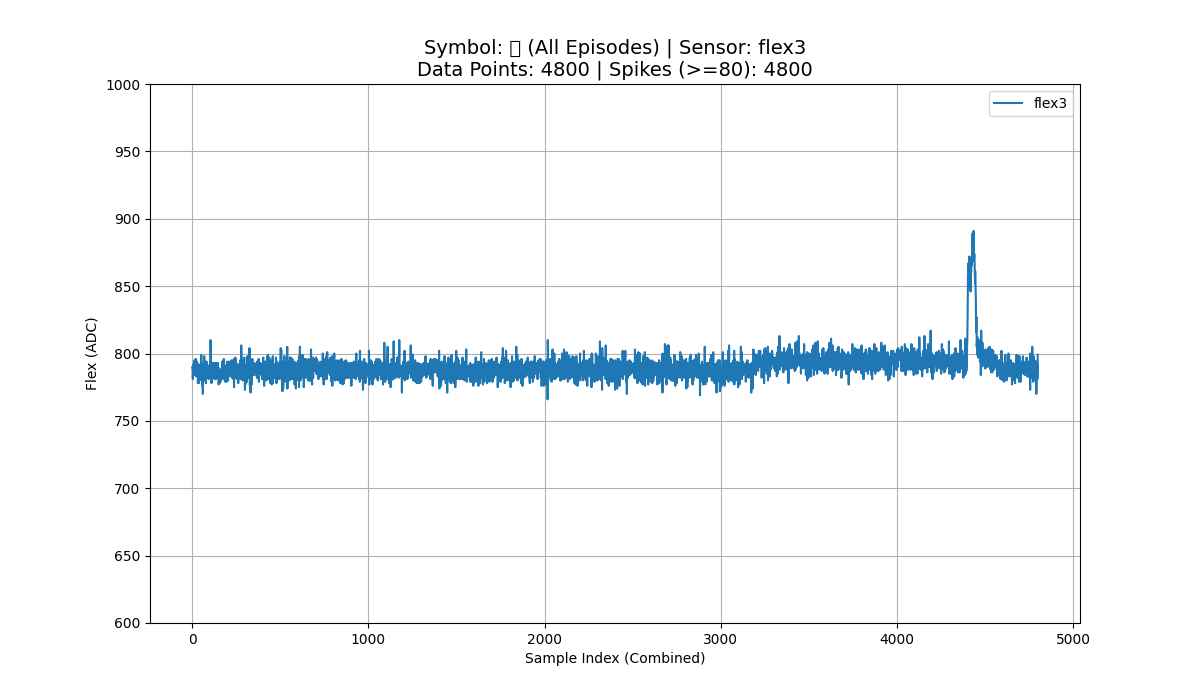 Symbol: (All Episodes) | Sensor: flex3
Data Points: 4800 | Spikes (>=80): 4800
flex3
1000
950
900
850
800
750
700
650
600
Flex (ADC)
0 1000 2000 3000 4000 5000
Sample Index (Combined)